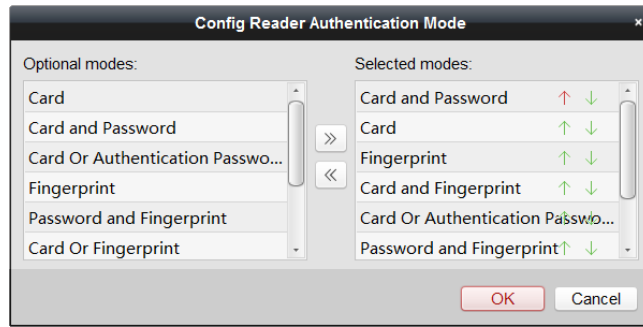 Config Reader Authentication Mode ×
Optional modes:
Card
Card and Password
Card Or Authentication Passwo...
Fingerprint
Password and Fingerprint
Card Or Fingerprint
Selected modes:
Card and Password
Card
Fingerprint
Card and Fingerprint
Card Or Authentication Passwo...
Password and Fingerprint
OK Cancel